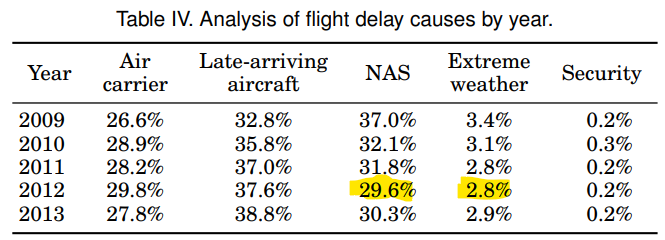 Table IV. Analysis of flight delay causes by year.
Year Air carrier Late-arriving aircraft NAS Extreme weather Security
2009 26.6% 32.8% 37.0% 3.4% 0.2%
2010 28.9% 35.8% 32.1% 3.1% 0.3%
2011 28.2% 37.0% 31.8% 2.8% 0.2%
2012 29.8% 37.6% 29.6% 2.8% 0.2%
2013 27.8% 38.8% 30.3% 2.9% 0.2%